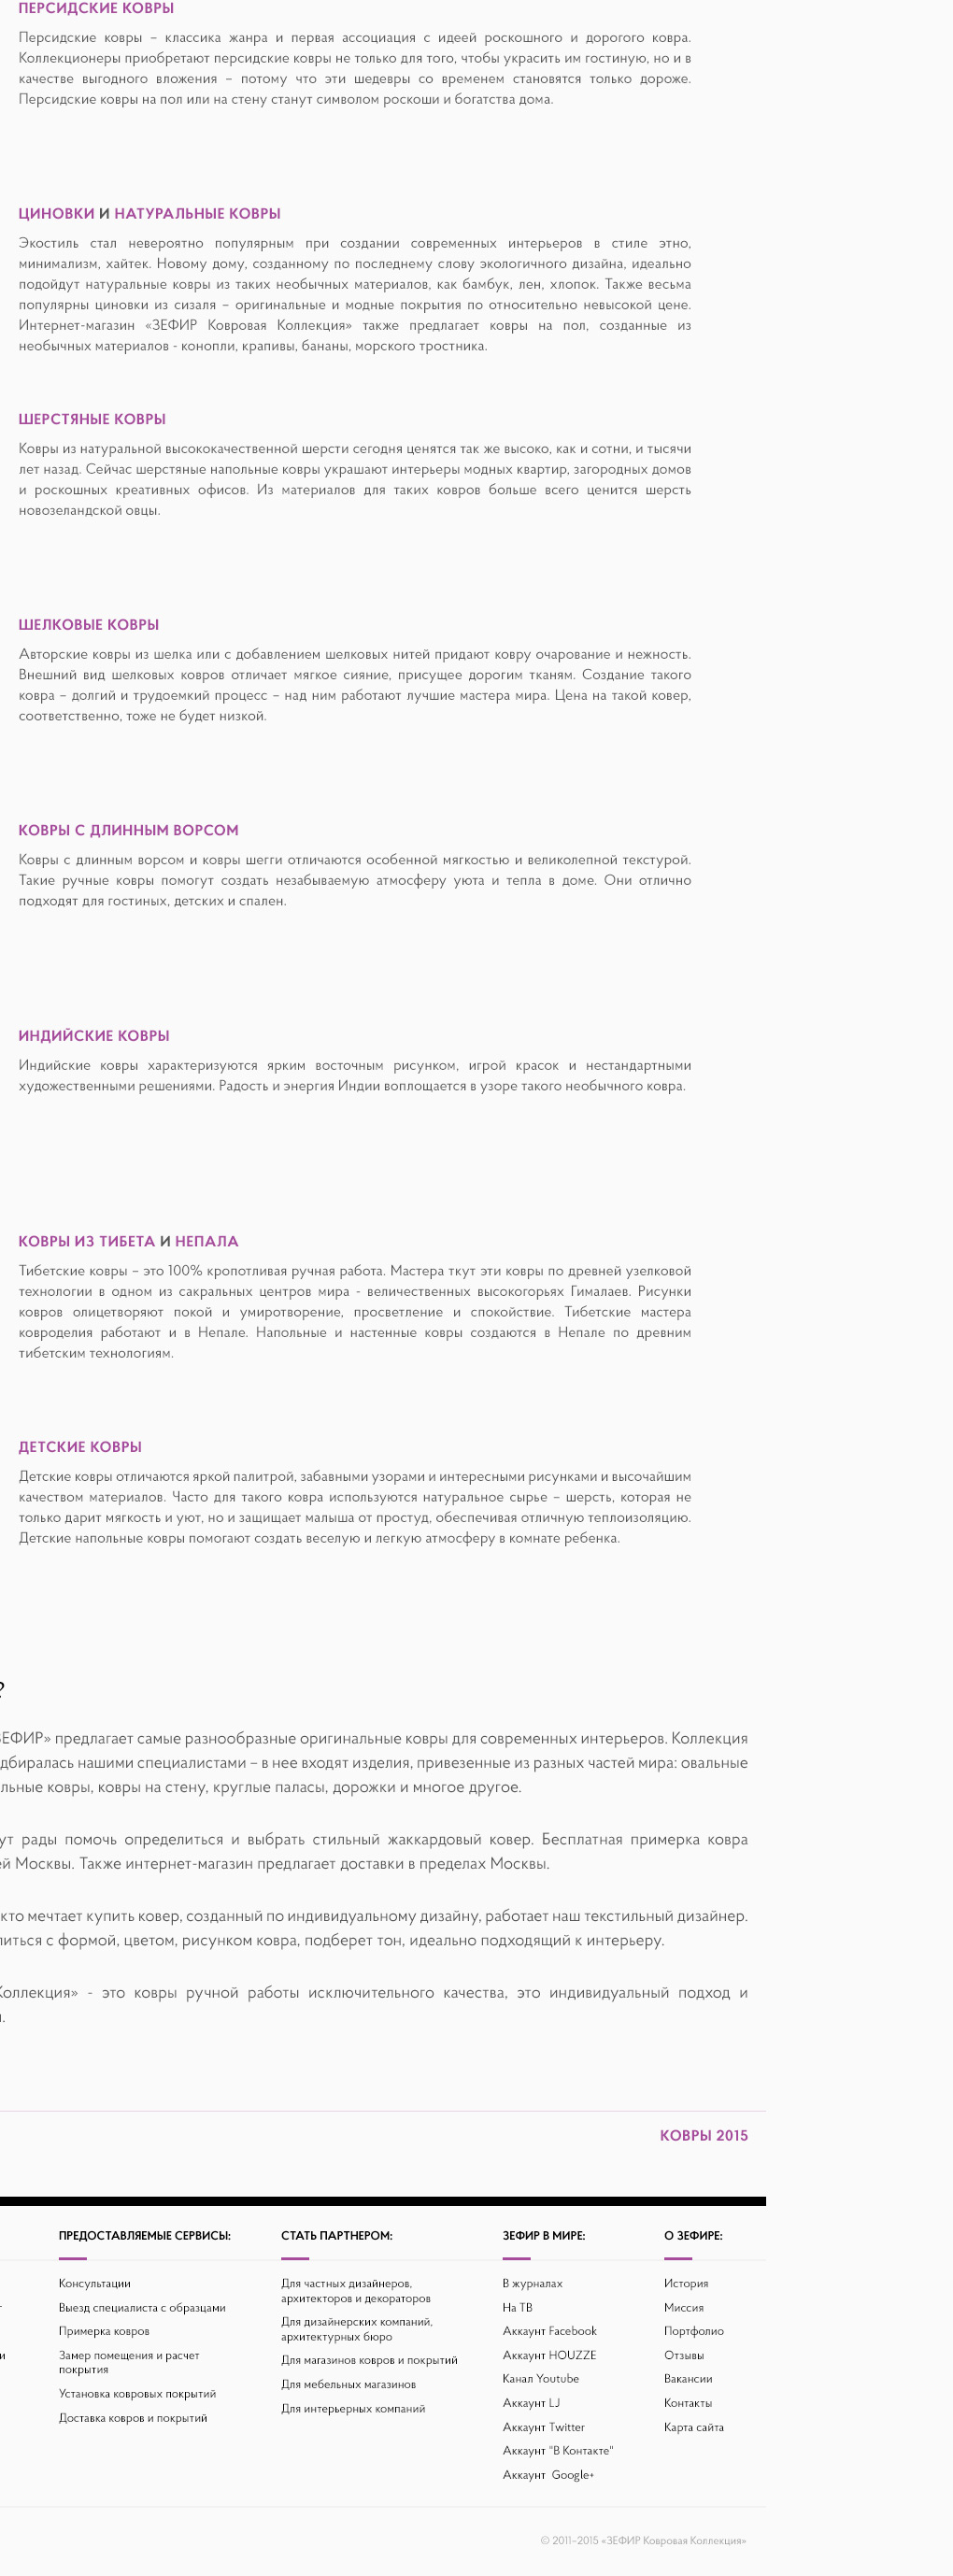 ПЕРСИДСКИЕ КОВРЫ
Персидские ковры – классика жанра и первая ассоциация с идеей роскошного и дорогого ковра.
Коллекционеры приобретают персидские ковры не только для того, чтобы украсить им гостиную, но и в
качестве выгодного вложения – потому что эти шедевры со временем становятся только дороже.
Персидские ковры на пол или на стену станут символом роскоши и богатства дома.
ЦИНОВКИ И НАТУРАЛЬНЫЕ КОВРЫ
Экостиль стал невероятно популярным при создании современных интерьеров в стиле этно,
минимализм, хайтек. Новому дому, созданному по последнему слову экологичного дизайна, идеально
подойдут натуральные ковры из таких необычных материалов, как бамбук, лен, хлопок. Также весьма
популярны циновки из сизаля – оригинальные и модные покрытия по относительно невысокой цене.
Интернет-магазин «ЗЕФИР Ковровая Коллекция» также предлагает ковры на пол, созданные из
необычных материалов - конопли, крапивы, бананы, морского тростника.
ШЕРСТЯНЫЕ КОВРЫ
Ковры из натуральной высококачественной шерсти сегодня ценятся так же высоко, как и сотни, и тысячи
лет назад. Сейчас шерстяные напольные ковры украшают интерьеры модных квартир, загородных домов
и роскошных креативных офисов. Из материалов для таких ковров больше всего ценится шерсть
новозеландской овцы.
ШЕЛКОВЫЕ КОВРЫ
Авторские ковры из шелка или с добавлением шелковых нитей придают ковру очарование и нежность.
Внешний вид шелковых ковров отличает мягкое сияние, присущее дорогим тканям. Создание такого
ковра – долгий и трудоемкий процесс – над ним работают лучшие мастера мира. Цена на такой ковер,
соответственно, тоже не будет низкой.
КОВРЫ С ДЛИННЫМ ВОРСОМ
Ковры с длинным ворсом и ковры шегги отличаются особенной мягкостью и великолепной текстурой.
Такие ручные ковры помогут создать незабываемую атмосферу уюта и тепла в доме. Они отлично
подходят для гостиных, детских и спален.
ИНДИЙСКИЕ КОВРЫ
Индийские ковры характеризуются ярким восточным рисунком, игрой красок и нестандартными
художественными решениями. Радость и энергия Индии воплощается в узоре такого необычного ковра.
КОВРЫ ИЗ ТИБЕТА И НЕПАЛА
Тибетские ковры – это 100% кропотливая ручная работа. Мастера ткут эти ковры по древней узелковой
технологии в одном из сакральных центров мира - величественных высокогорьях Гималаев. Рисунки
ковров олицетворяют покой и умиротворение, просветление и спокойствие. Тибетские мастера
ковроделия работают и в Непале. Напольные и настенные ковры создаются в Непале по древним
тибетским технологиям.
ДЕТСКИЕ КОВРЫ
Детские ковры отличаются яркой палитрой, забавными узорами и интересными рисунками и высочайшим
качеством материалов. Часто для такого ковра используются натуральное сырье – шерсть, которая не
только дарит мягкость и уют, но и защищает малыша от простуд, обеспечивая отличную теплоизоляцию.
Детские напольные ковры помогают создать веселую и легкую атмосферу в комнате ребенка.
?
ЗЕФИР» предлагает самые разнообразные оригинальные ковры для современных интерьеров. Коллекция
дбиралась нашими специалистами – в нее входят изделия, привезенные из разных частей мира: овальные
льные ковры, ковры на стену, круглые паласы, дорожки и многое другое.
ут рады помочь определиться и выбрать стильный жаккардовый ковер. Бесплатная примерка ковра
ей Москвы. Также интернет-магазин предлагает доставки в пределах Москвы.
кто мечтает купить ковер, созданный по индивидуальному дизайну, работает наш текстильный дизайнер.
литься с формой, цветом, рисунком ковра, подберет тон, идеально подходящий к интерьеру.
Коллекция» - это ковры ручной работы исключительного качества, это индивидуальный подход и
КОВРЫ 2015
ПРЕДОСТАВЛЯЕМЫЕ СЕРВИСЫ:
Консультации
Выезд специалиста с образцами
Примерка ковров
Замер помещения и расчет
покрытия
Установка ковровых покрытий
Доставка ковров и покрытий
СТАТЬ ПАРТНЕРОМ:
Для частных дизайнеров,
архитекторов и декораторов
Для дизайнерских компаний,
архитектурных бюро
Для магазинов ковров и покрытий
Для мебельных магазинов
Для интерьерных компаний
ЗЕФИР В МИРЕ:
В журналах
На ТВ
Аккаунт Facebook
Аккаунт HOUZZE
Канал Youtube
Аккаунт LJ
Аккаунт Twitter
Аккаунт "В Контакте"
Аккаунт Google+
О ЗЕФИРЕ:
История
Миссия
Портфолио
Отзывы
Вакансии
Контакты
Карта сайта
© 2011–2015 «ЗЕФИР Ковровая Коллекция»